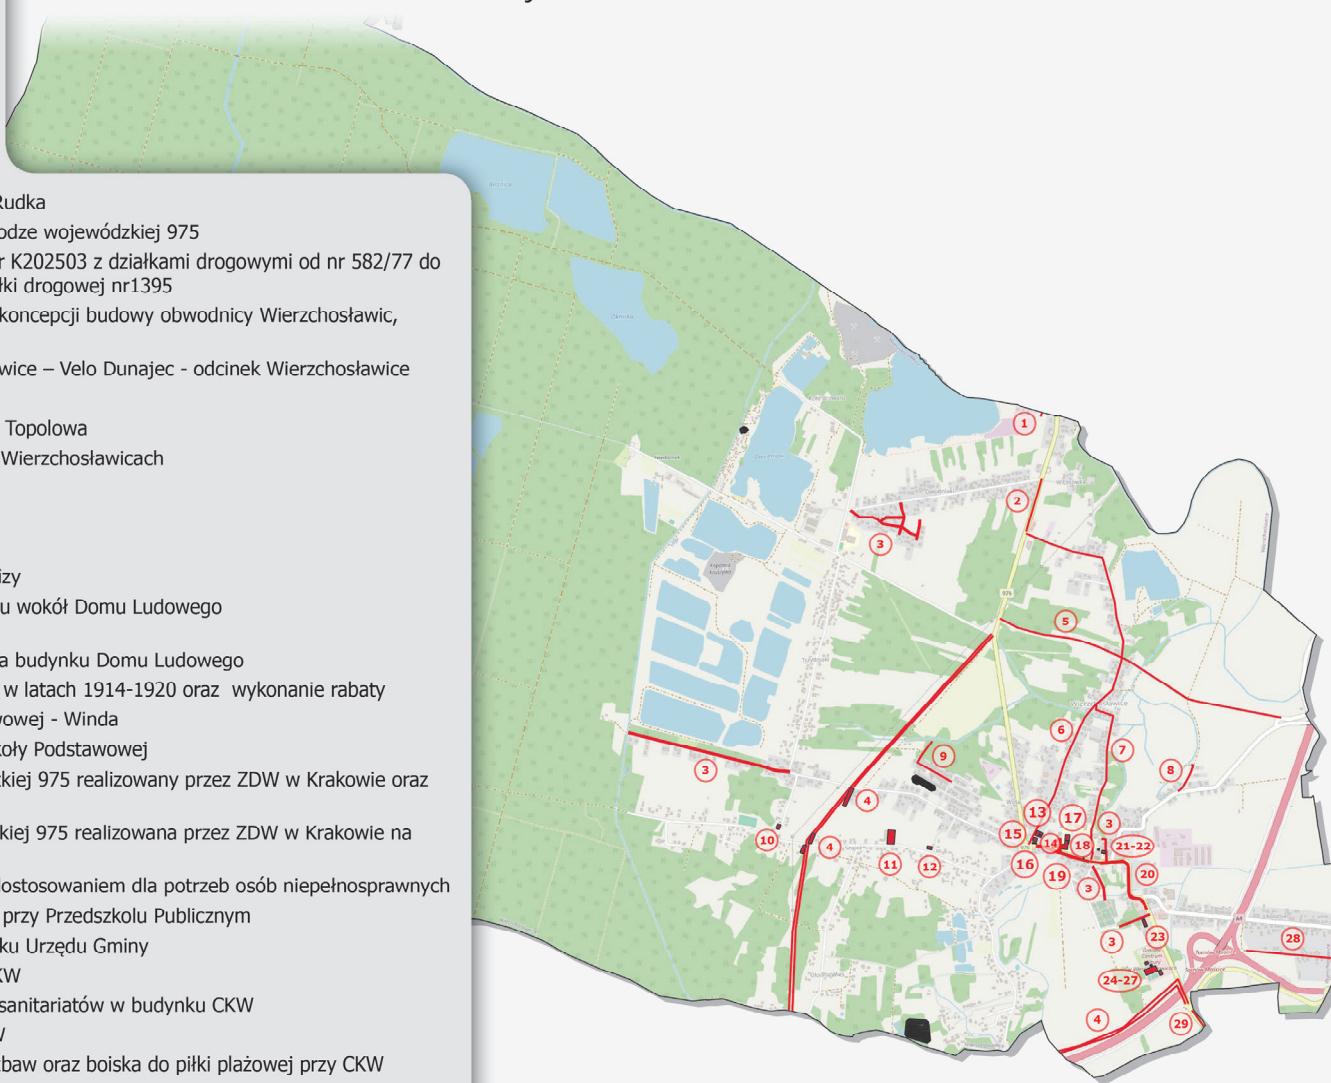 Rudka
odze wojewódzkiej 975
r K202503 z działkami drogowymi od nr 582/77 do
łki drogowej nr1395
koncepcji budowy obwodnicy Wierzchosławic,
wice – Velo Dunajec - odcinek Wierzchosławice
Topolowa
Wierzchosławicach
izy
u wokół Domu Ludowego
a budynku Domu Ludowego
w latach 1914-1920 oraz wykonanie rabaty
wowej - Winda
koły Podstawowej
zkiej 975 realizowany przez ZDW w Krakowie oraz
kiej 975 realizowana przez ZDW w Krakowie na
dostosowaniem dla potrzeb osób niepełnosprawnych
przy Przedszkolu Publicznym
ku Urzędu Gminy
KW
sanitariatów w budynku CKW
W
zbaw oraz boiska do piłki plażowej przy CKW
1
2
3
975
5
Wierzchosławice
6
7
8
9
3
4
10
4
11
12
13
17
3
15
14
18
21-22
16
19
20
3
3
23
28
24-27
4
29